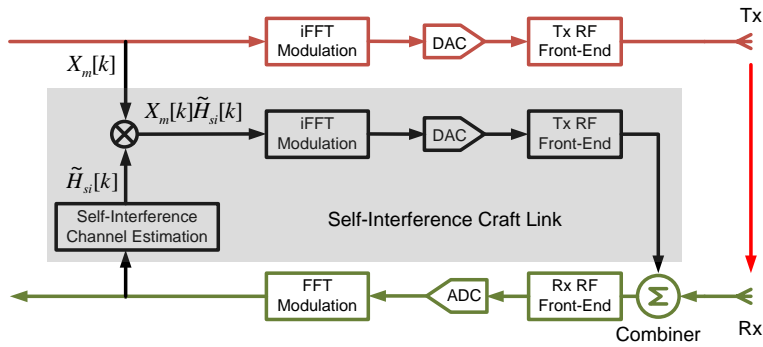 Tx
iFFT
Modulation
DAC
Tx RF
Front-End
X_m[k]
X_m[k]H̃_si[k]
iFFT
Modulation
DAC
Tx RF
Front-End
H̃_si[k]
Self-Interference
Channel Estimation
Self-Interference Craft Link
FFT
Modulation
ADC
Rx RF
Front-End
Σ
Combiner
Rx